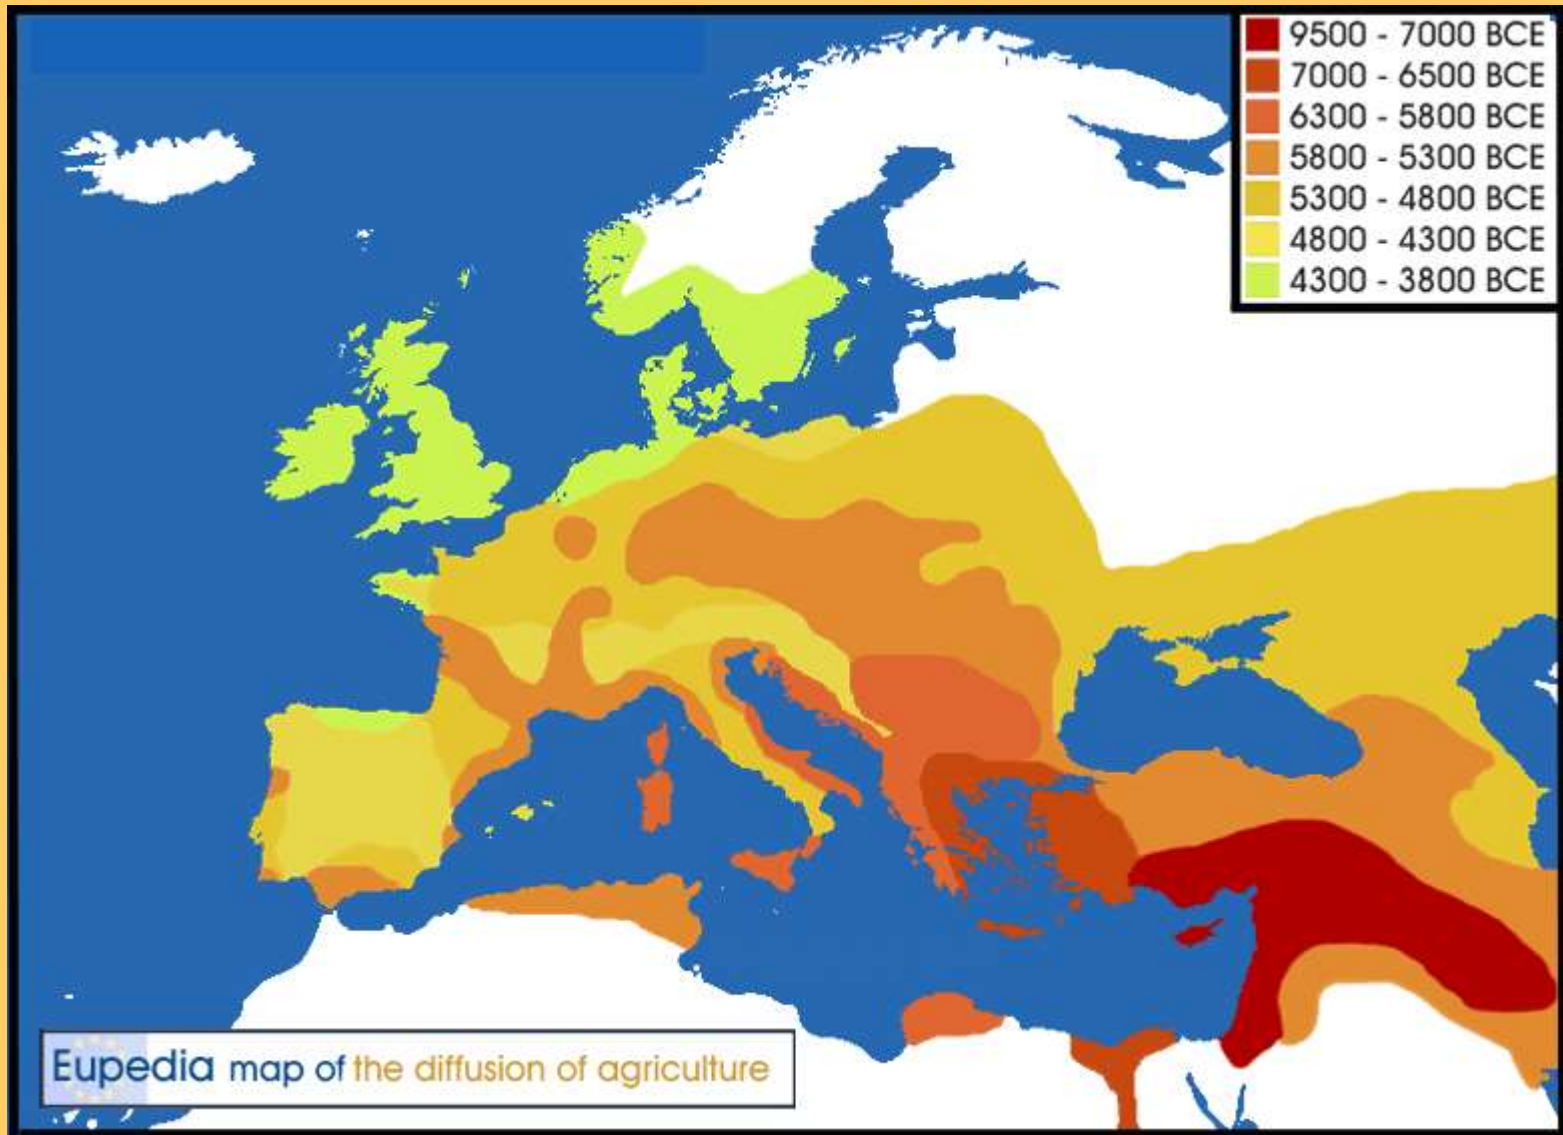 9500 - 7000 BCE
7000 - 6500 BCE
6300 - 5800 BCE
5800 - 5300 BCE
5300 - 4800 BCE
4800 - 4300 BCE
4300 - 3800 BCE
Eupedia map of the diffusion of agriculture